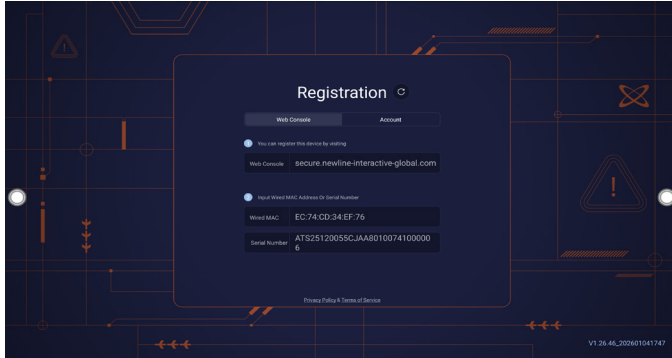 Registration
Web Console Account
1 You can register this device by visiting
Web Console secure.newline-interactive-global.com
2 Input Wired MAC Address Or Serial Number
Wired MAC EC:74:CD:34:EF:76
Serial Number ATS25120055CJAA8010074100000
6
Privacy Policy & Terms of Service
V1.26.46_202601041747